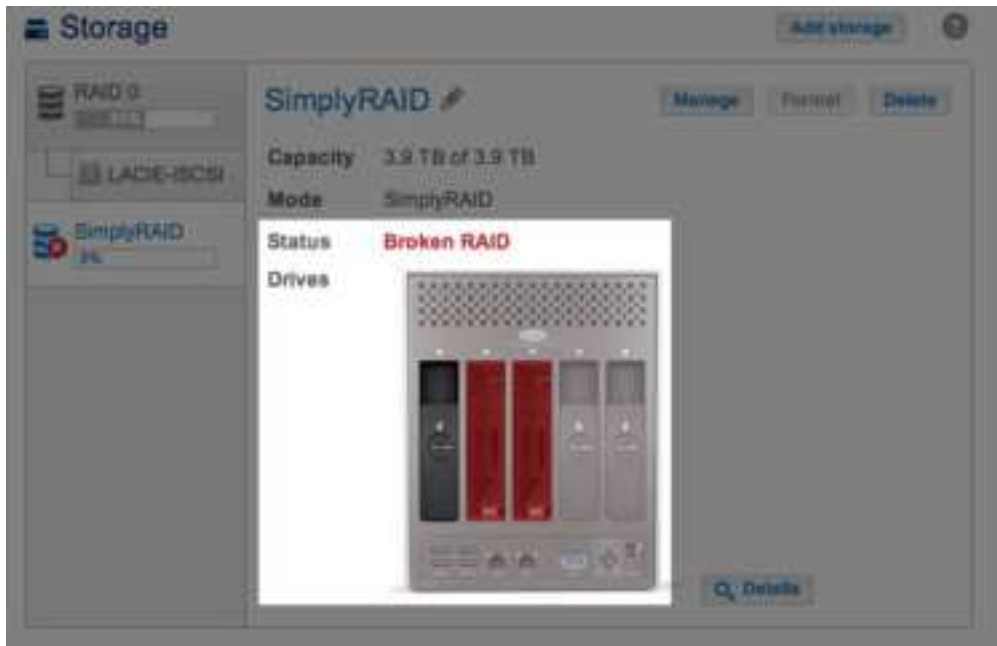 Storage
Add storage
RAID 0
LACIE-ISCSI
SimplyRAID
SimplyRAID
Manage
Format
Delete
Capacity 3.9 TB of 3.9 TB
Mode SimplyRAID
Status Broken RAID
Drives
Details